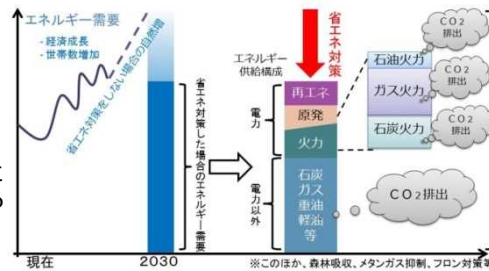 エネルギー需要
- 経済成長
- 世帯数増加
省エネ対策をしない場合の自然増
現在
2030
省エネ対策した場合のエネルギー需要
エネルギー
供給構成
省エネ対策
電力
電力以外
再エネ
原発
火力
石炭
ガス
重油
軽油
等
石油火力
ガス火力
石炭火力
CO2
排出
CO2
排出
CO2
排出
CO2排出
※このほか、森林吸収、メタンガス抑制、フロン対策等